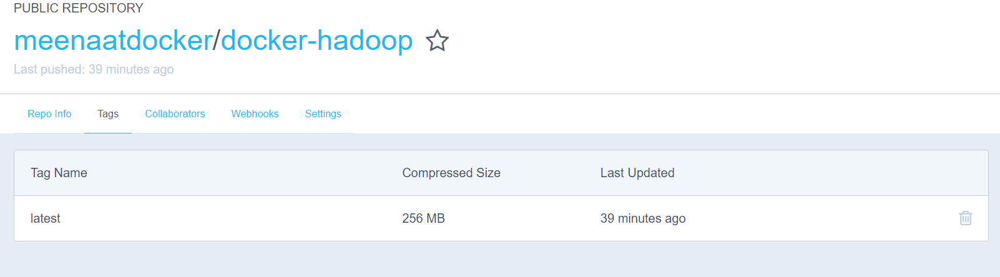 PUBLIC REPOSITORY
meenaatdocker/docker-hadoop
Last pushed: 39 minutes ago
Repo Info Tags Collaborators Webhooks Settings
Tag Name Compressed Size Last Updated
latest 256 MB 39 minutes ago